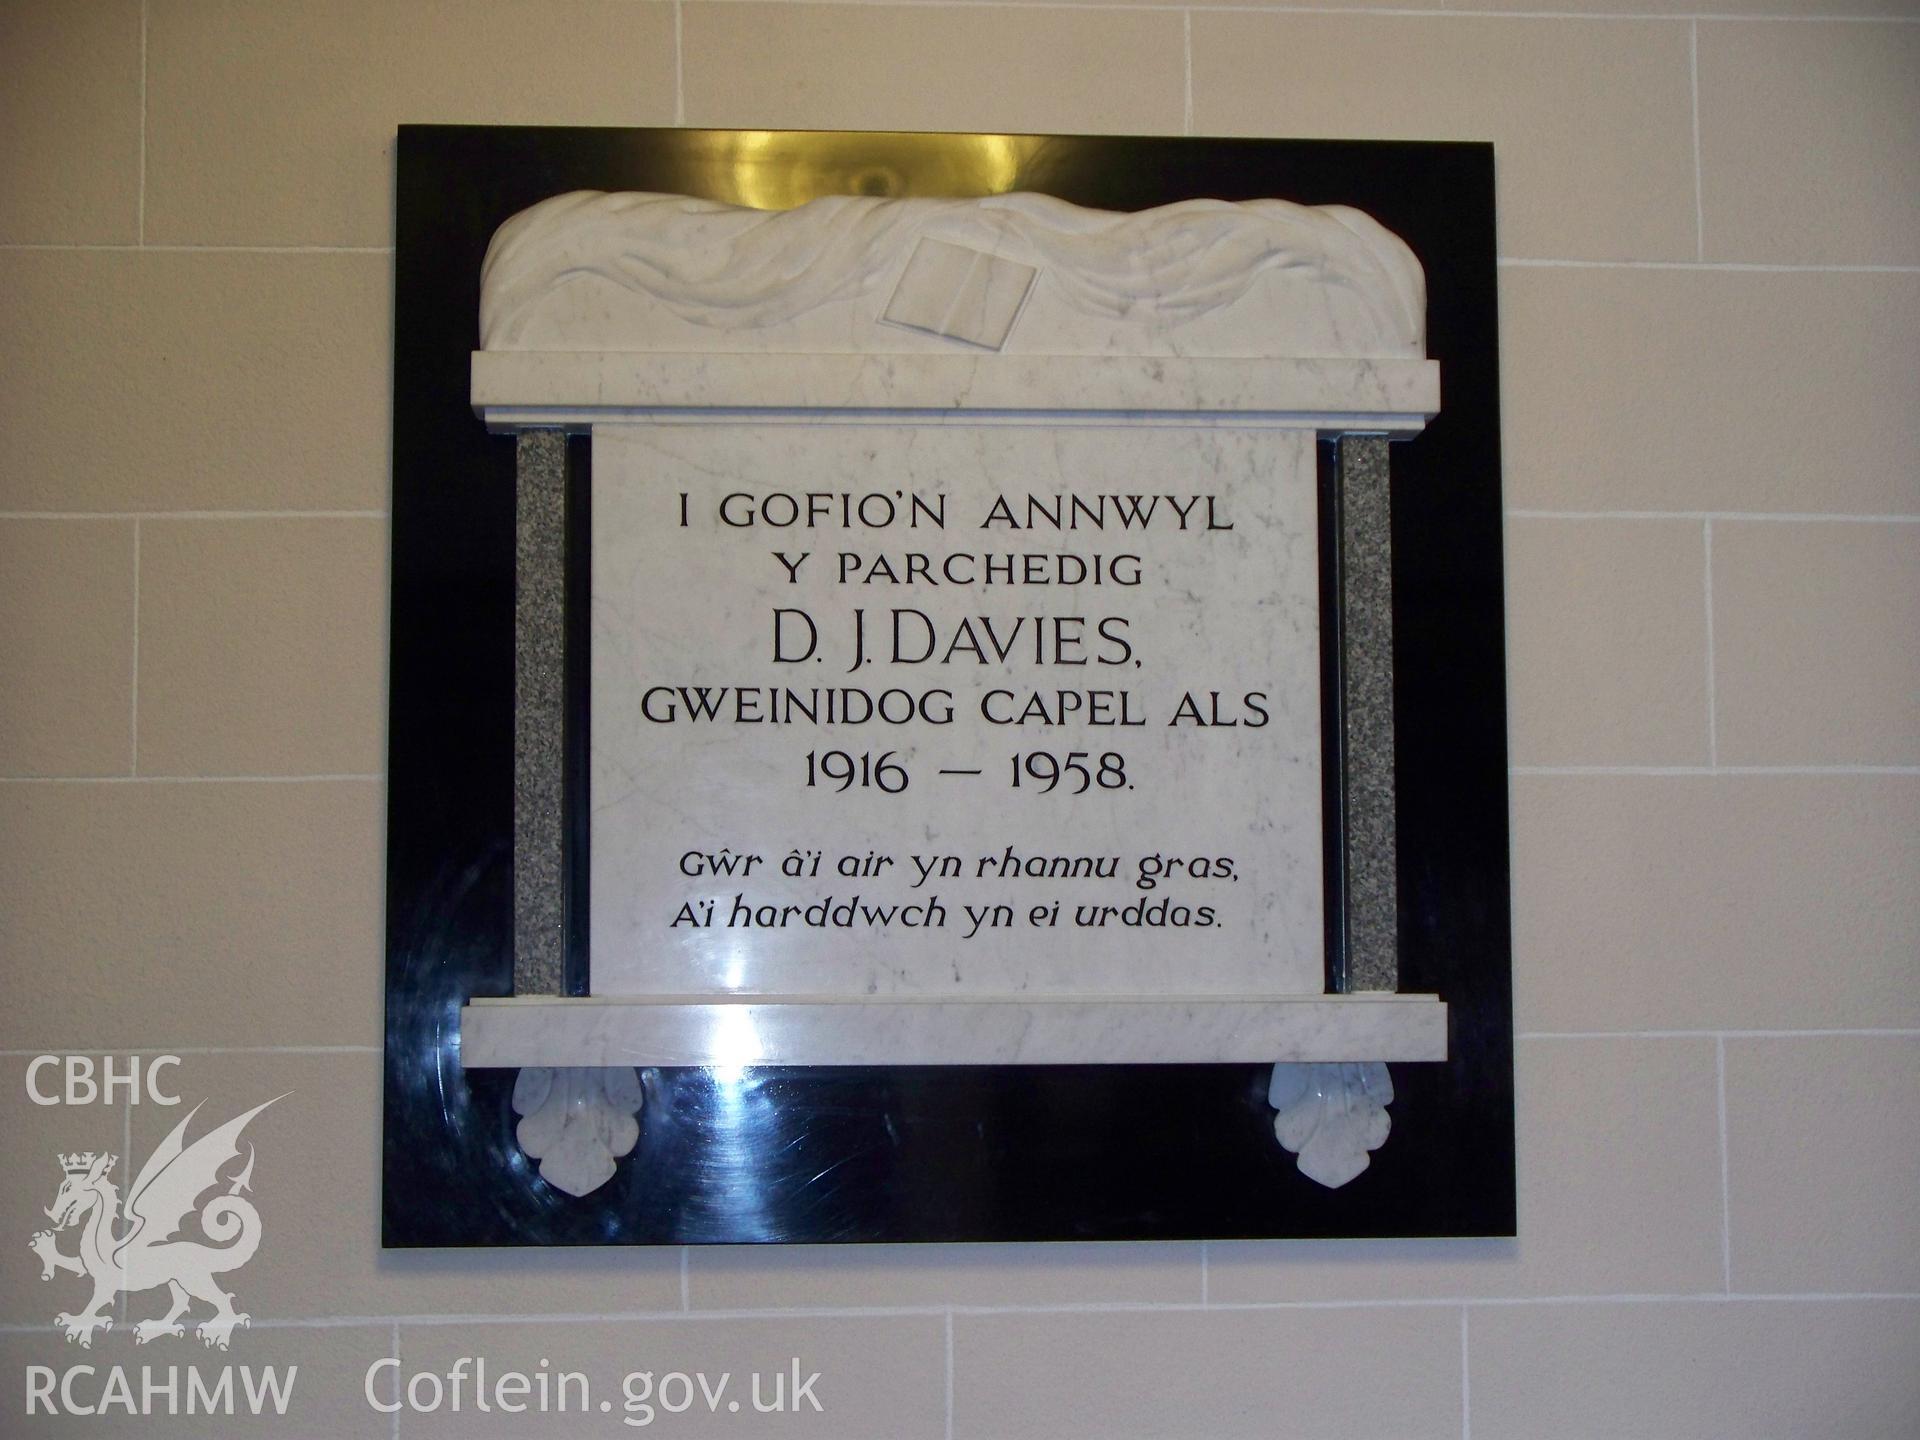 I GOFIO'N ANNWYL
Y PARCHEDIG
D. J. DAVIES,
GWEINIDOG CAPEL ALS
1916 – 1958.
Gŵr â'i air yn rhannu gras,
A'i harddwch yn ei urddas.
CBHC
RCAHMW
Coflein.gov.uk